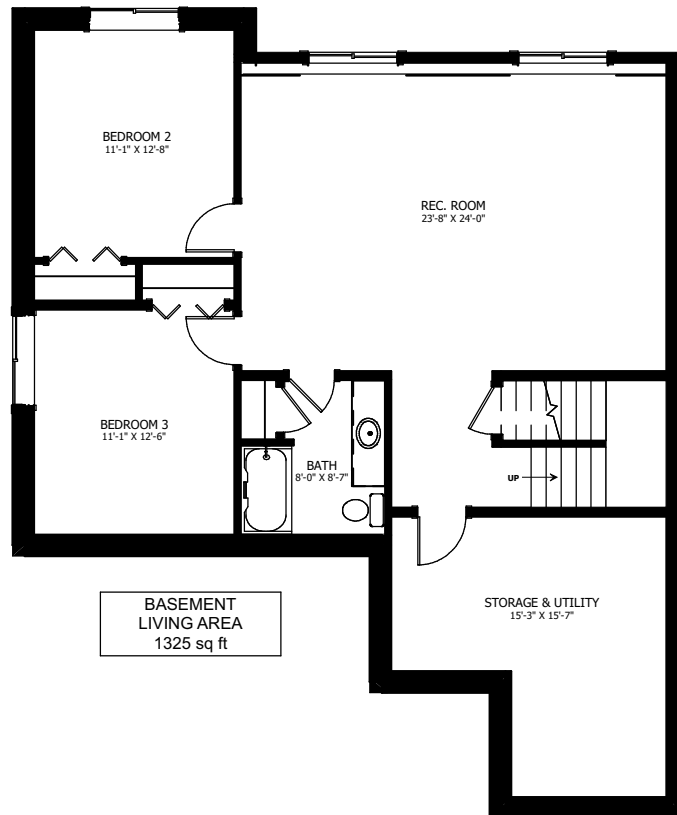 BEDROOM 2
11'-1" X 12'-8"
REC. ROOM
23'-8" X 24'-0"
BEDROOM 3
11'-1" X 12'-6"
BATH
8'-0" X 8'-7"
UP
STORAGE & UTILITY
15'-3" X 15'-7"
BASEMENT
LIVING AREA
1325 sq ft